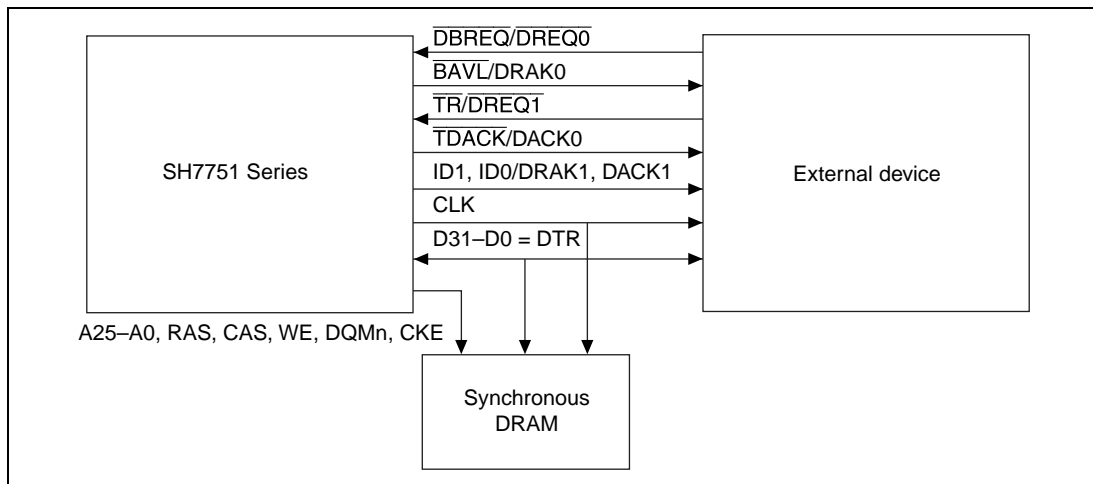 DBREQ/DREQ0
BAVL/DRAK0
TR/DREQ1
TDACK/DACK0
SH7751 Series
ID1, ID0/DRAK1, DACK1
External device
CLK
D31–D0 = DTR
A25–A0, RAS, CAS, WE, DQMn, CKE
Synchronous
DRAM